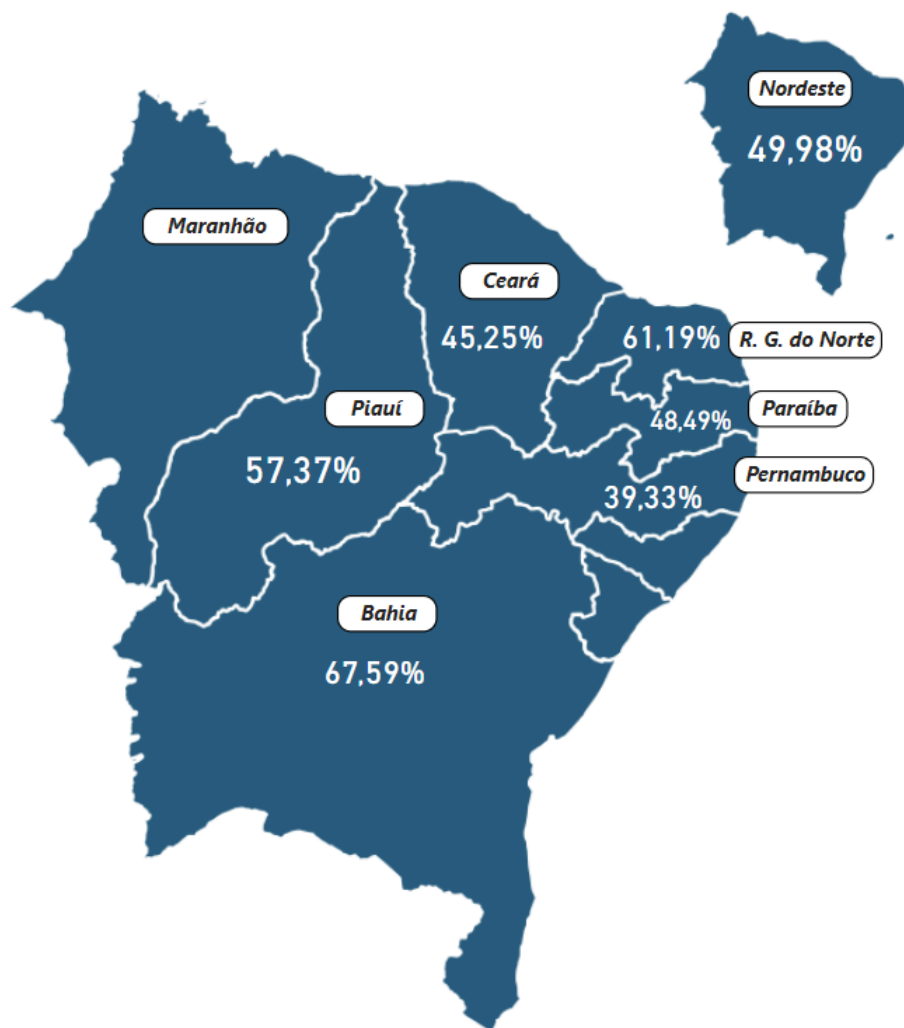 Nordeste
49,98%
Maranhão
Ceará
45,25%
61,19%
R. G. do Norte
Piauí
57,37%
48,49%
Paraíba
39,33%
Pernambuco
Bahia
67,59%